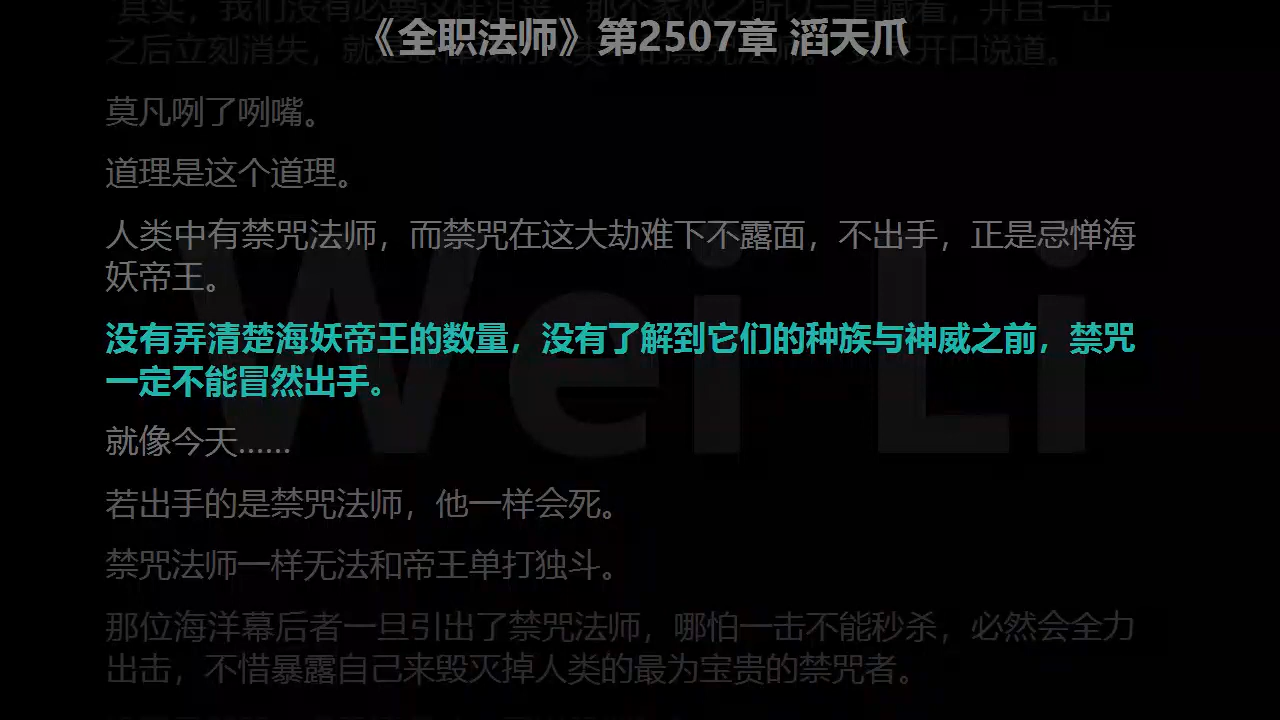 《全职法师》第2507章 滔天爪
莫凡咧了咧嘴。
道理是这个道理。
人类中有禁咒法师，而禁咒在这大劫难下不露面，不出手，正是忌惮海
妖帝王。
没有弄清楚海妖帝王的数量，没有了解到它们的种族与神威之前，禁咒
一定不能冒然出手。
就像今天……
若出手的是禁咒法师，他一样会死。
禁咒法师一样无法和帝王单打独斗。
那位海洋幕后者一旦引出了禁咒法师，哪怕一击不能秒杀，必然会全力
出击，不惜暴露自己来毁灭掉人类的最为宝贵的禁咒者。
Wei Li